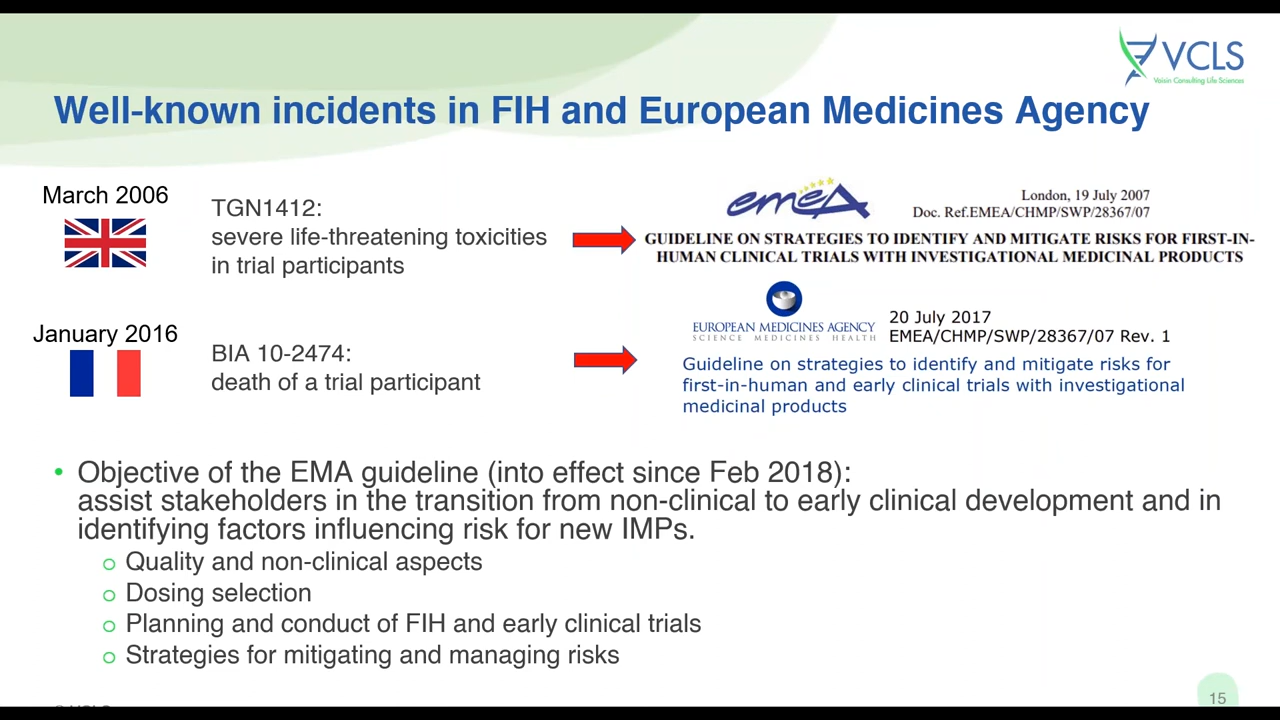 VCLS
Voisin Consulting Life Sciences
Well-known incidents in FIH and European Medicines Agency
March 2006
TGN1412:
severe life-threatening toxicities
in trial participants
emeA
London, 19 July 2007
Doc. Ref.EMEA/CHMP/SWP/28367/07
GUIDELINE ON STRATEGIES TO IDENTIFY AND MITIGATE RISKS FOR FIRST-IN-
HUMAN CLINICAL TRIALS WITH INVESTIGATIONAL MEDICINAL PRODUCTS
January 2016
BIA 10-2474:
death of a trial participant
EUROPEAN MEDICINES AGENCY
SCIENCE MEDICINES HEALTH
20 July 2017
EMEA/CHMP/SWP/28367/07 Rev. 1
Guideline on strategies to identify and mitigate risks for
first-in-human and early clinical trials with investigational
medicinal products
• Objective of the EMA guideline (into effect since Feb 2018):
assist stakeholders in the transition from non-clinical to early clinical development and in
identifying factors influencing risk for new IMPs.
o Quality and non-clinical aspects
o Dosing selection
o Planning and conduct of FIH and early clinical trials
o Strategies for mitigating and managing risks
15